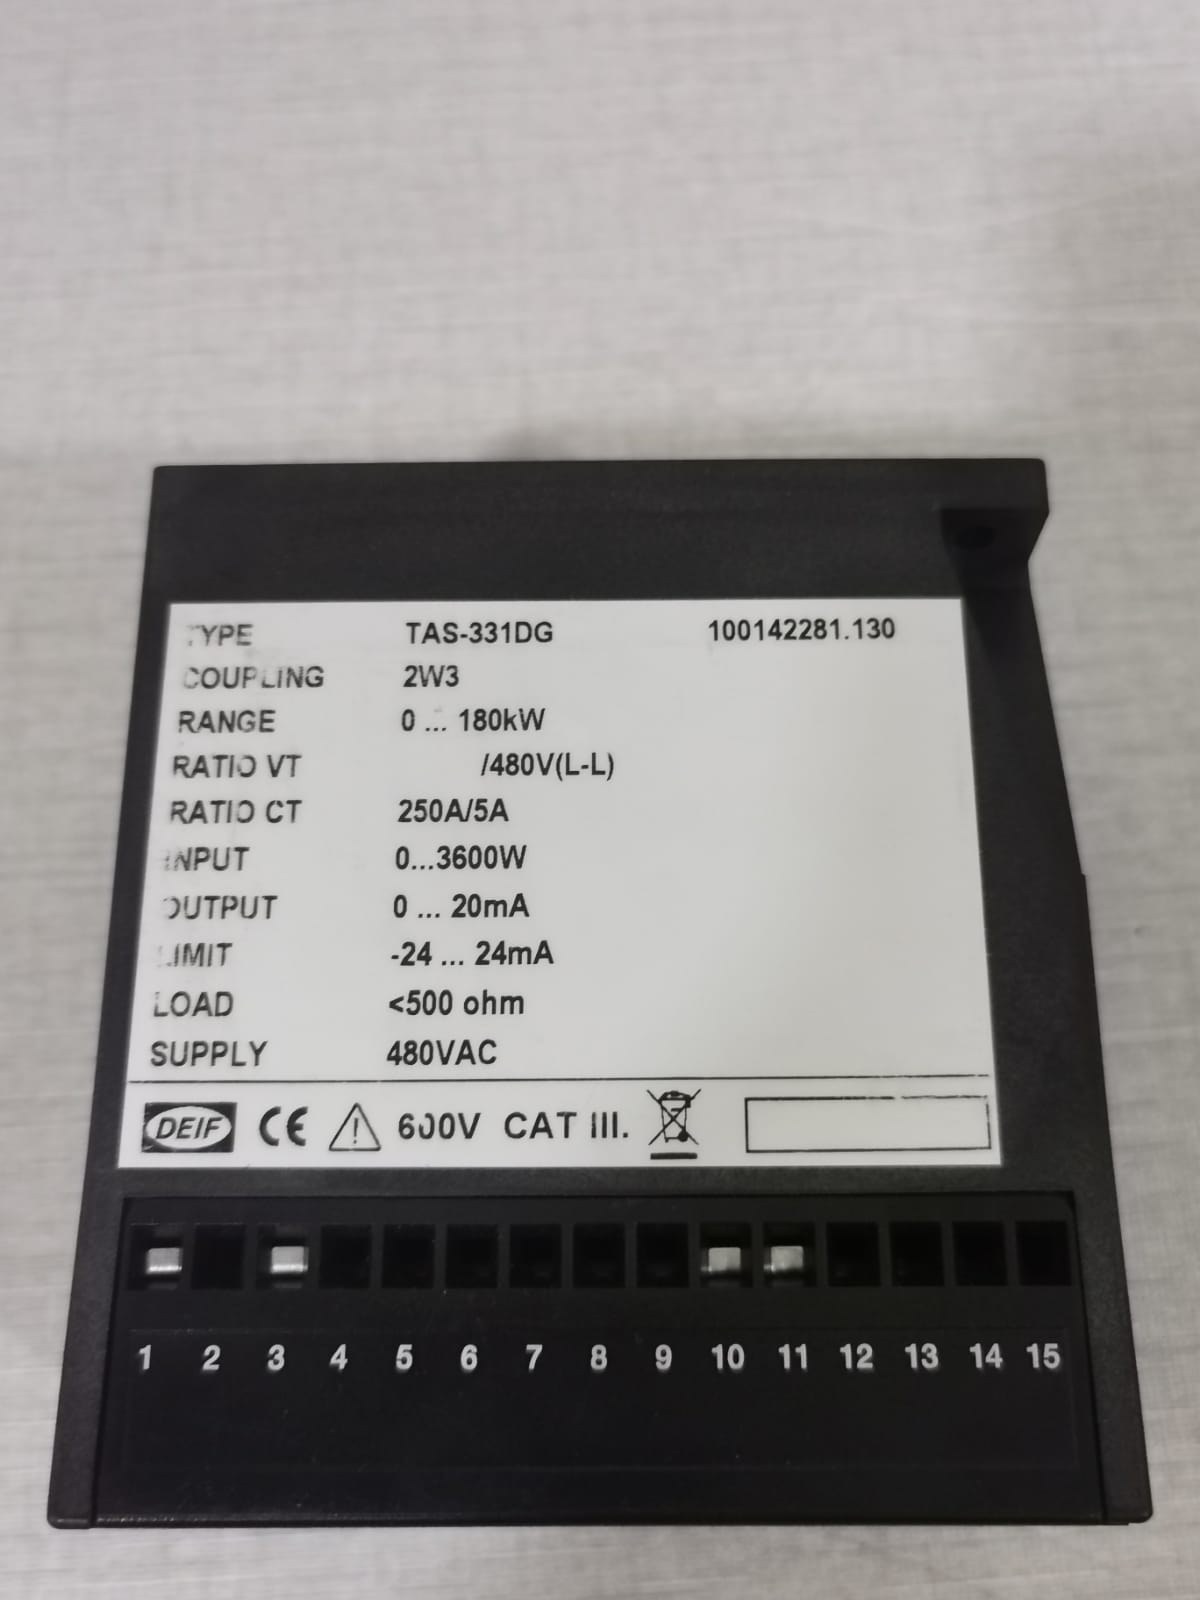 TYPE TAS-331DG 100142281.130
COUPLING 2W3
RANGE 0 ... 180kW
RATIO VT /480V(L-L)
RATIO CT 250A/5A
INPUT 0...3600W
OUTPUT 0 ... 20mA
LIMIT -24 ... 24mA
LOAD <500 ohm
SUPPLY 480VAC
DEIF CE 600V CAT III.
1 2 3 4 5 6 7 8 9 10 11 12 13 14 15